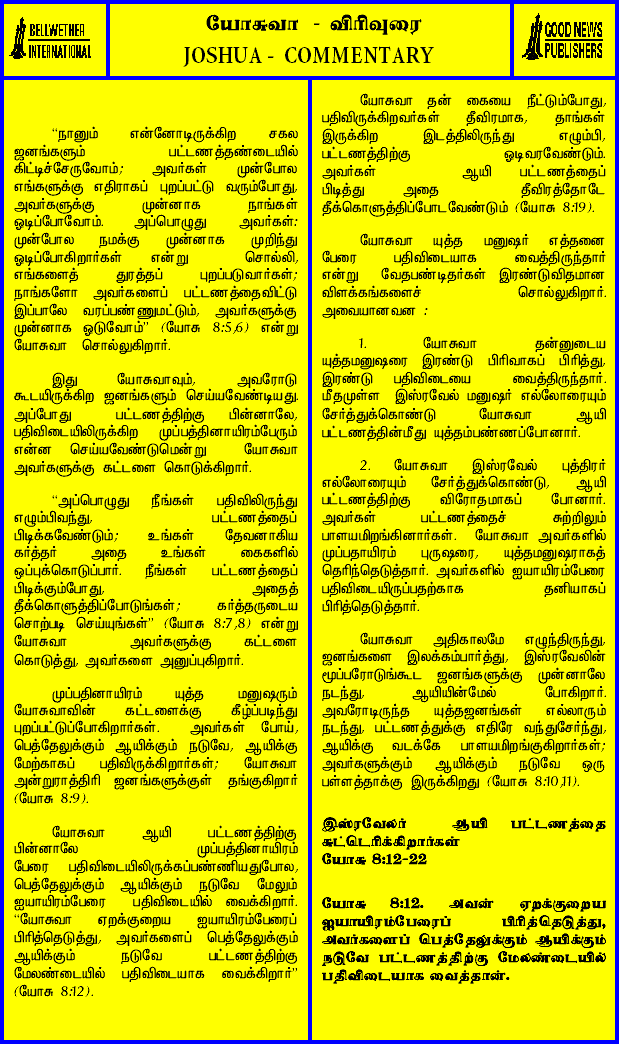 BELLWETHER
INTERNATIONAL
யோசுவா - விரிவுரை
JOSHUA - COMMENTARY
GOOD NEWS
PUBLISHERS
“நானும் என்னோடிருக்கிற சகல
ஜனங்களும் பட்டணத்தண்டையில்
கிட்டிச்சேருவோம்; அவர்கள் முன்போல
எங்களுக்கு எதிராகப் புறப்பட்டு வரும்போது,
அவர்களுக்கு முன்னாக நாங்கள்
ஓடிப்போவோம். அப்பொழுது அவர்கள்:
முன்போல நமக்கு முன்னாக முறிந்து
ஓடிப்போகிறார்கள் என்று சொல்லி,
எங்களைத் துரத்தப் புறப்படுவார்கள்;
நாங்களோ அவர்களைப் பட்டணத்தைவிட்டு
இப்பாலே வரப்பண்ணுமட்டும், அவர்களுக்கு
முன்னாக ஓடுவோம்” (யோசு 8:5,6) என்று
யோசுவா சொல்லுகிறார்.
இது யோசுவாவும், அவரோடு
கூடயிருக்கிற ஜனங்களும் செய்யவேண்டியது.
அப்போது பட்டணத்திற்கு பின்னாலே,
பதிவிடையிலிருக்கிற முப்பத்தினாயிரம்பேரும்
என்ன செய்யவேண்டுமென்று யோசுவா
அவர்களுக்கு கட்டளை கொடுக்கிறார்.
“அப்பொழுது நீங்கள் பதிவிலிருந்து
எழும்பிவந்து, பட்டணத்தைப்
பிடிக்கவேண்டும்; உங்கள் தேவனாகிய
கர்த்தர் அதை உங்கள் கைகளில்
ஒப்புக்கொடுப்பார். நீங்கள் பட்டணத்தைப்
பிடிக்கும்போது, அதைத்
தீக்கொளுத்திப்போடுங்கள்; கர்த்தருடைய
சொற்படி செய்யுங்கள்” (யோசு 8:7,8) என்று
யோசுவா அவர்களுக்கு கட்டளை
கொடுத்து, அவர்களை அனுப்புகிறார்.
முப்பதினாயிரம் யுத்த மனுஷரும்
யோசுவாவின் கட்டளைக்கு கீழ்ப்படிந்து
புறப்பட்டுப்போகிறார்கள். அவர்கள் போய்,
பெத்தேலுக்கும் ஆயிக்கும் நடுவே, ஆயிக்கு
மேற்காகப் பதிவிருக்கிறார்கள்; யோசுவா
அன்றுராத்திரி ஜனங்களுக்குள் தங்குகிறார்
(யோசு 8:9).
யோசுவா ஆயி பட்டணத்திற்கு
பின்னாலே முப்பத்தினாயிரம்
பேரை பதிவிடையிலிருக்கப்பண்ணியதுபோல,
பெத்தேலுக்கும் ஆயிக்கும் நடுவே மேலும்
ஐயாயிரம்பேரை பதிவிடையில் வைக்கிறார்.
“யோசுவா ஏறக்குறைய ஐயாயிரம்பேரைப்
பிரித்தெடுத்து, அவர்களைப் பெத்தேலுக்கும்
ஆயிக்கும் நடுவே பட்டணத்திற்கு
மேலண்டையில் பதிவிடையாக வைக்கிறார்”
(யோசு 8:12).
யோசுவா தன் கையை நீட்டும்போது,
பதிவிருக்கிறவர்கள் தீவிரமாக, தாங்கள்
இருக்கிற இடத்திலிருந்து எழும்பி,
பட்டணத்திற்கு ஓடிவரவேண்டும்.
அவர்கள் ஆயி பட்டணத்தைப்
பிடித்து அதை தீவிரத்தோடே
தீக்கொளுத்திப்போடவேண்டும் (யோசு 8:19).
யோசுவா யுத்த மனுஷர் எத்தனை
பேரை பதிவிடையாக வைத்திருந்தார்
என்று வேதபண்டிதர்கள் இரண்டுவிதமான
விளக்கங்களைச் சொல்லுகிறார்.
அவையானவன :
1. யோசுவா தன்னுடைய
யுத்தமனுஷரை இரண்டு பிரிவாகப் பிரித்து,
இரண்டு பதிவிடையை வைத்திருந்தார்.
மீதமுள்ள இஸ்ரவேல் மனுஷர் எல்லோரையும்
சேர்த்துக்கொண்டு யோசுவா ஆயி
பட்டணத்தின்மீது யுத்தம்பண்ணப்போனார்.
2. யோசுவா இஸ்ரவேல் புத்திரர்
எல்லோரையும் சேர்த்துக்கொண்டு, ஆயி
பட்டணத்திற்கு விரோதமாகப் போனார்.
அவர்கள் பட்டணத்தைச் சுற்றிலும்
பாளயமிறங்கினார்கள். யோசுவா அவர்களில்
முப்பதாயிரம் புருஷரை, யுத்தமனுஷராகத்
தெரிந்தெடுத்தார். அவர்களில் ஐயாயிரம்பேரை
பதிவிடையிருப்பதற்காக தனியாகப்
பிரித்தெடுத்தார்.
யோசுவா அதிகாலமே எழுந்திருந்து,
ஜனங்களை இலக்கம்பார்த்து, இஸ்ரவேலின்
மூப்பரோடுங்கூட ஜனங்களுக்கு முன்னாலே
நடந்து, ஆயியின்மேல் போகிறார்.
அவரோடிருந்த யுத்தஜனங்கள் எல்லாரும்
நடந்து, பட்டணத்துக்கு எதிரே வந்துசேர்ந்து,
ஆயிக்கு வடக்கே பாளயமிறங்குகிறார்கள்;
அவர்களுக்கும் ஆயிக்கும் நடுவே ஒரு
பள்ளத்தாக்கு இருக்கிறது (யோசு 8:10,11).
இஸ்ரவேலர் ஆயி பட்டணத்தை
சுட்டெரிக்கிறார்கள்
யோசு 8:12-22
யோசு 8:12. அவன் ஏறக்குறைய
ஐயாயிரம்பேரைப் பிரித்தெடுத்து,
அவர்களைப் பெத்தேலுக்கும் ஆயிக்கும்
நடுவே பட்டணத்திற்கு மேலண்டையில்
பதிவிடையாக வைத்தான்.